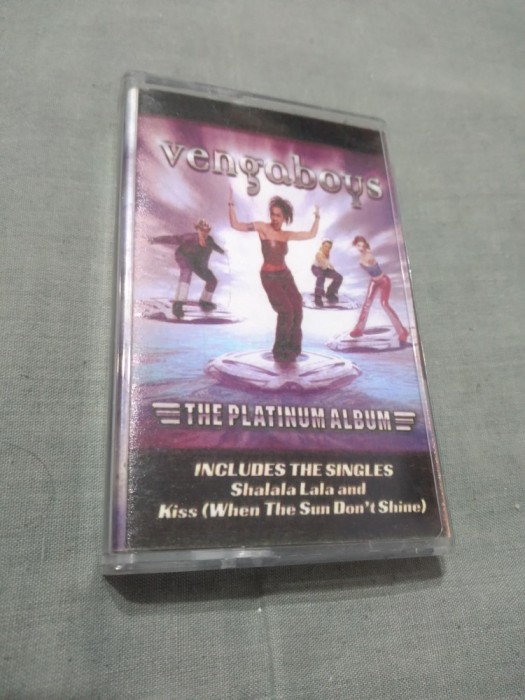 vengaboys
THE PLATINUM ALBUM
INCLUDES THE SINGLES
Shalala Lala and
Kiss (When The Sun Don't Shine)